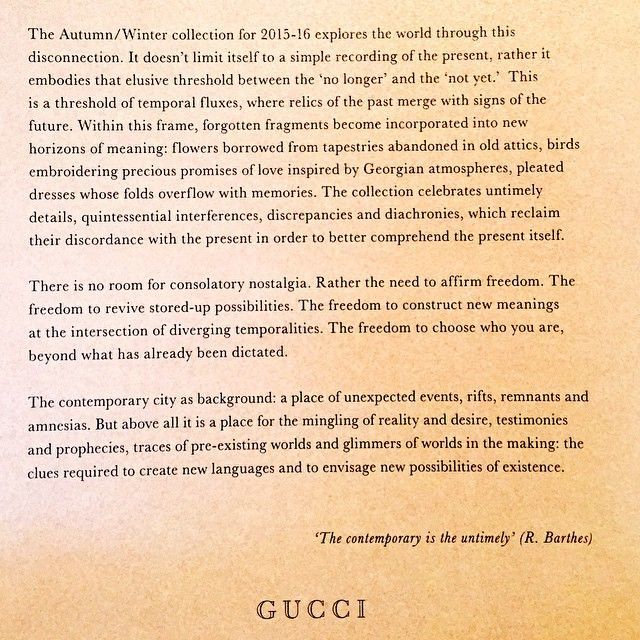 The Autumn/Winter collection for 2015-16 explores the world through this
disconnection. It doesn't limit itself to a simple recording of the present, rather it
embodies that elusive threshold between the 'no longer' and the 'not yet.' This
is a threshold of temporal fluxes, where relics of the past merge with signs of the
future. Within this frame, forgotten fragments become incorporated into new
horizons of meaning: flowers borrowed from tapestries abandoned in old attics, birds
embroidering precious promises of love inspired by Georgian atmospheres, pleated
dresses whose folds overflow with memories. The collection celebrates untimely
details, quintessential interferences, discrepancies and diachronies, which reclaim
their discordance with the present in order to better comprehend the present itself.
There is no room for consolatory nostalgia. Rather the need to affirm freedom. The
freedom to revive stored-up possibilities. The freedom to construct new meanings
at the intersection of diverging temporalities. The freedom to choose who you are,
beyond what has already been dictated.
The contemporary city as background: a place of unexpected events, rifts, remnants and
amnesias. But above all it is a place for the mingling of reality and desire, testimonies
and prophecies, traces of pre-existing worlds and glimmers of worlds in the making: the
clues required to create new languages and to envisage new possibilities of existence.
'The contemporary is the untimely' (R. Barthes)
GUCCI